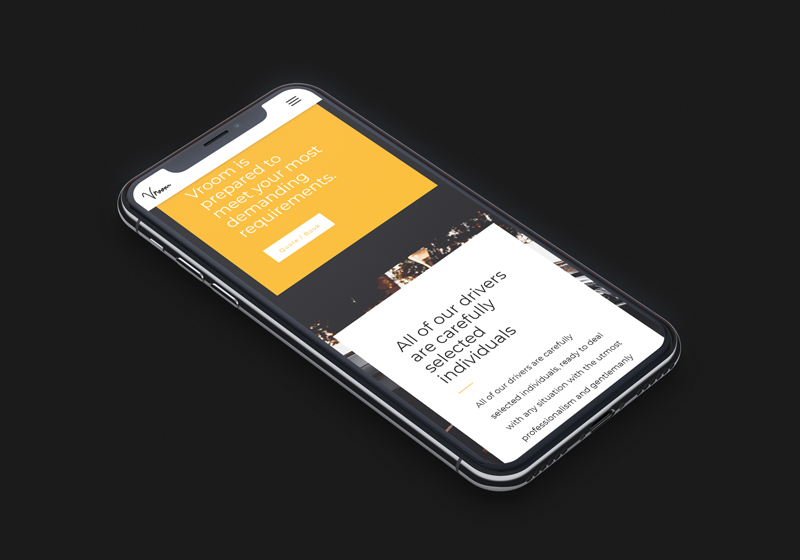 Vroom
Vroom is
prepared to
meet your most
demanding
requirements.
Quote / Book
All of our drivers
are carefully
selected
individuals
All of our drivers are carefully
selected individuals, ready to deal
with any situation with the utmost
professionalism and gentlemanly